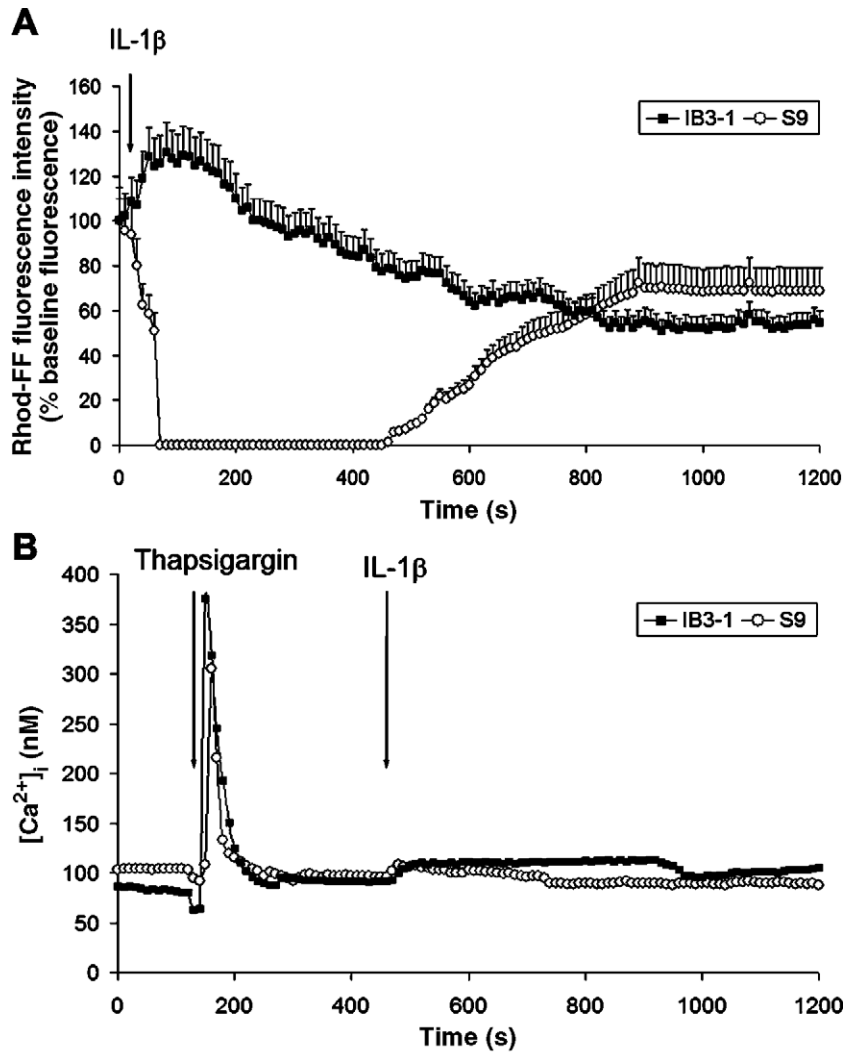 A
IL-1β
Rhod-FF fluorescence intensity
(% baseline fluorescence)
160
140
120
100
80
60
40
20
0
IB3-1 S9
0 200 400 600 800 1000 1200
Time (s)
B
Thapsigargin IL-1β
[Ca²⁺]ᵢ (nM)
400
350
300
250
200
150
100
50
0
IB3-1 S9
0 200 400 600 800 1000 1200
Time (s)